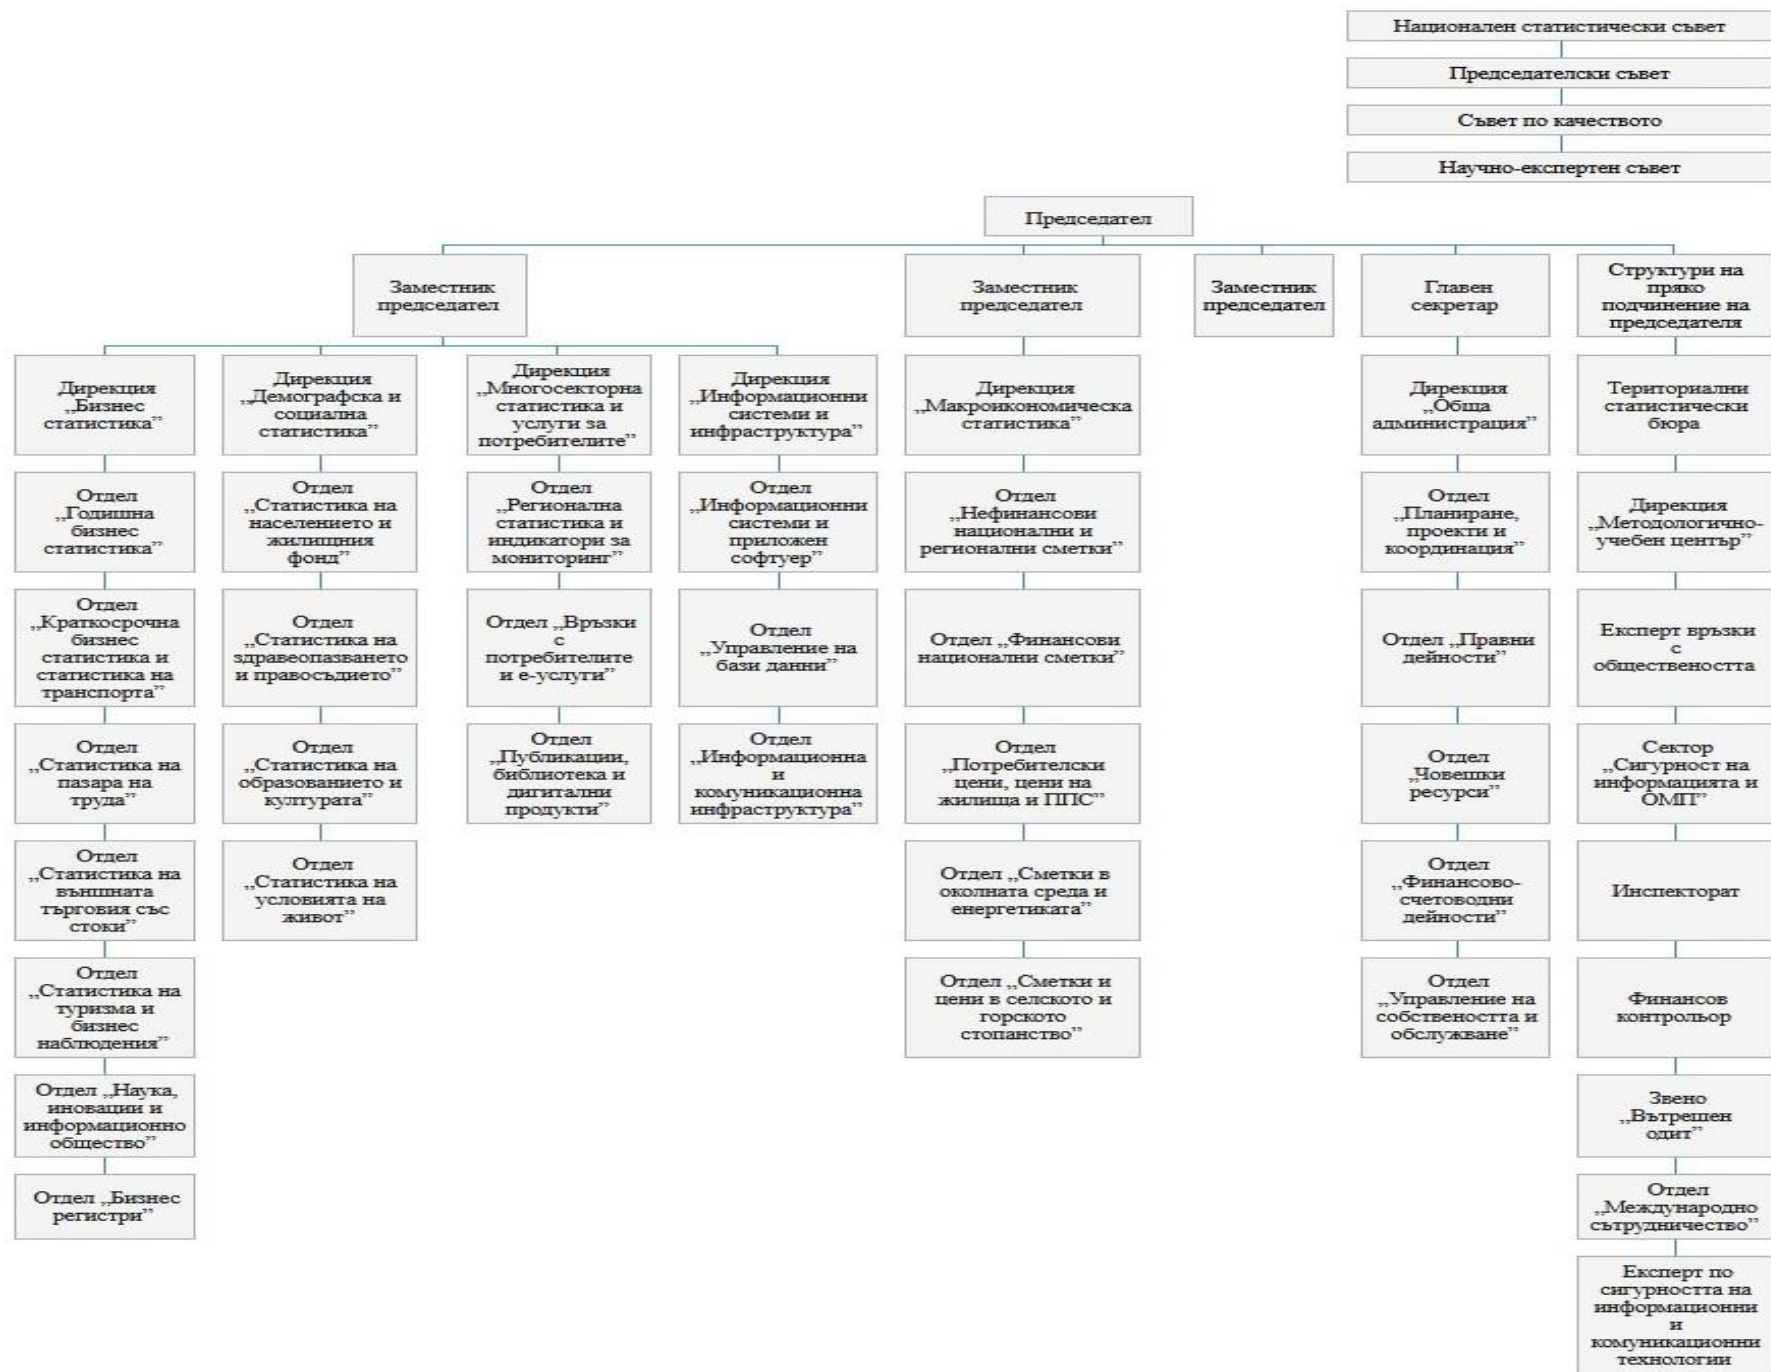 Национален статистически съвет
Председателски съвет
Съвет по качеството
Научно-експертен съвет
Председател
Заместник
председател
Заместник
председател
Заместник
председател
Главен
секретар
Структури на
пряко
подчинение на
председателя
Дирекция
„Бизнес
статистика”
Отдел
„Годишна
бизнес
статистика”
Отдел
„Краткосрочна
бизнес
статистика и
статистика на
транспорта”
Отдел
„Статистика на
пазара на
труда”
Отдел
„Статистика на
външната
търговия със
стоки”
Отдел
„Статистика на
туризма и
бизнес
наблюдения”
Отдел „Наука,
иновации и
информационно
общество”
Отдел „Бизнес
регистри”
Дирекция
„Демографска и
социална
статистика”
Отдел
„Статистика на
населението и
жилищния
фонд”
Отдел
„Статистика на
здравеопазването
и правосъдието”
Отдел
„Статистика на
образованието и
културата”
Отдел
„Статистика на
условията на
живот”
Дирекция
„Многосекторна
статистика и
услуги за
потребителите”
Отдел
„Регионална
статистика и
индикатори за
мониторинг”
Отдел „Връзки
с
потребителите
и е-услуги”
Отдел
„Публикации,
библиотека и
дигитални
продукти”
Дирекция
„Информационни
системи и
инфраструктура”
Отдел
„Информационни
системи и
приложен
софтуер”
Отдел
„Управление на
бази данни”
Отдел
„Информационна
и
комуникационна
инфраструктура”
Дирекция
„Макроикономическа
статистика”
Отдел
„Нефинансови
национални и
регионални сметки”
Отдел „Финансови
национални сметки”
Отдел
„Потребителски
цени, цени на
жилища и ППС”
Отдел „Сметки в
околната среда и
енергетиката”
Отдел „Сметки и
цени в селското и
горското
стопанство”
Дирекция
„Обща
администрация”
Отдел
„Планиране,
проекти и
координация”
Отдел „Правни
дейности”
Отдел
„Човешки
ресурси”
Отдел
„Финансово-
счетоводни
дейности”
Отдел
„Управление на
собствеността и
обслужване”
Териториални
статистически
бюра
Дирекция
„Методологично-
учебен център”
Експерт връзки
с
обществеността
Сектор
„Сигурност на
информацията и
ОМП”
Инспекторат
Финансов
контрольор
Звено
„Вътрешен
одит”
Отдел
„Международно
сътрудничество”
Експерт по
сигурността на
информационни
и
комуникационни
технологии